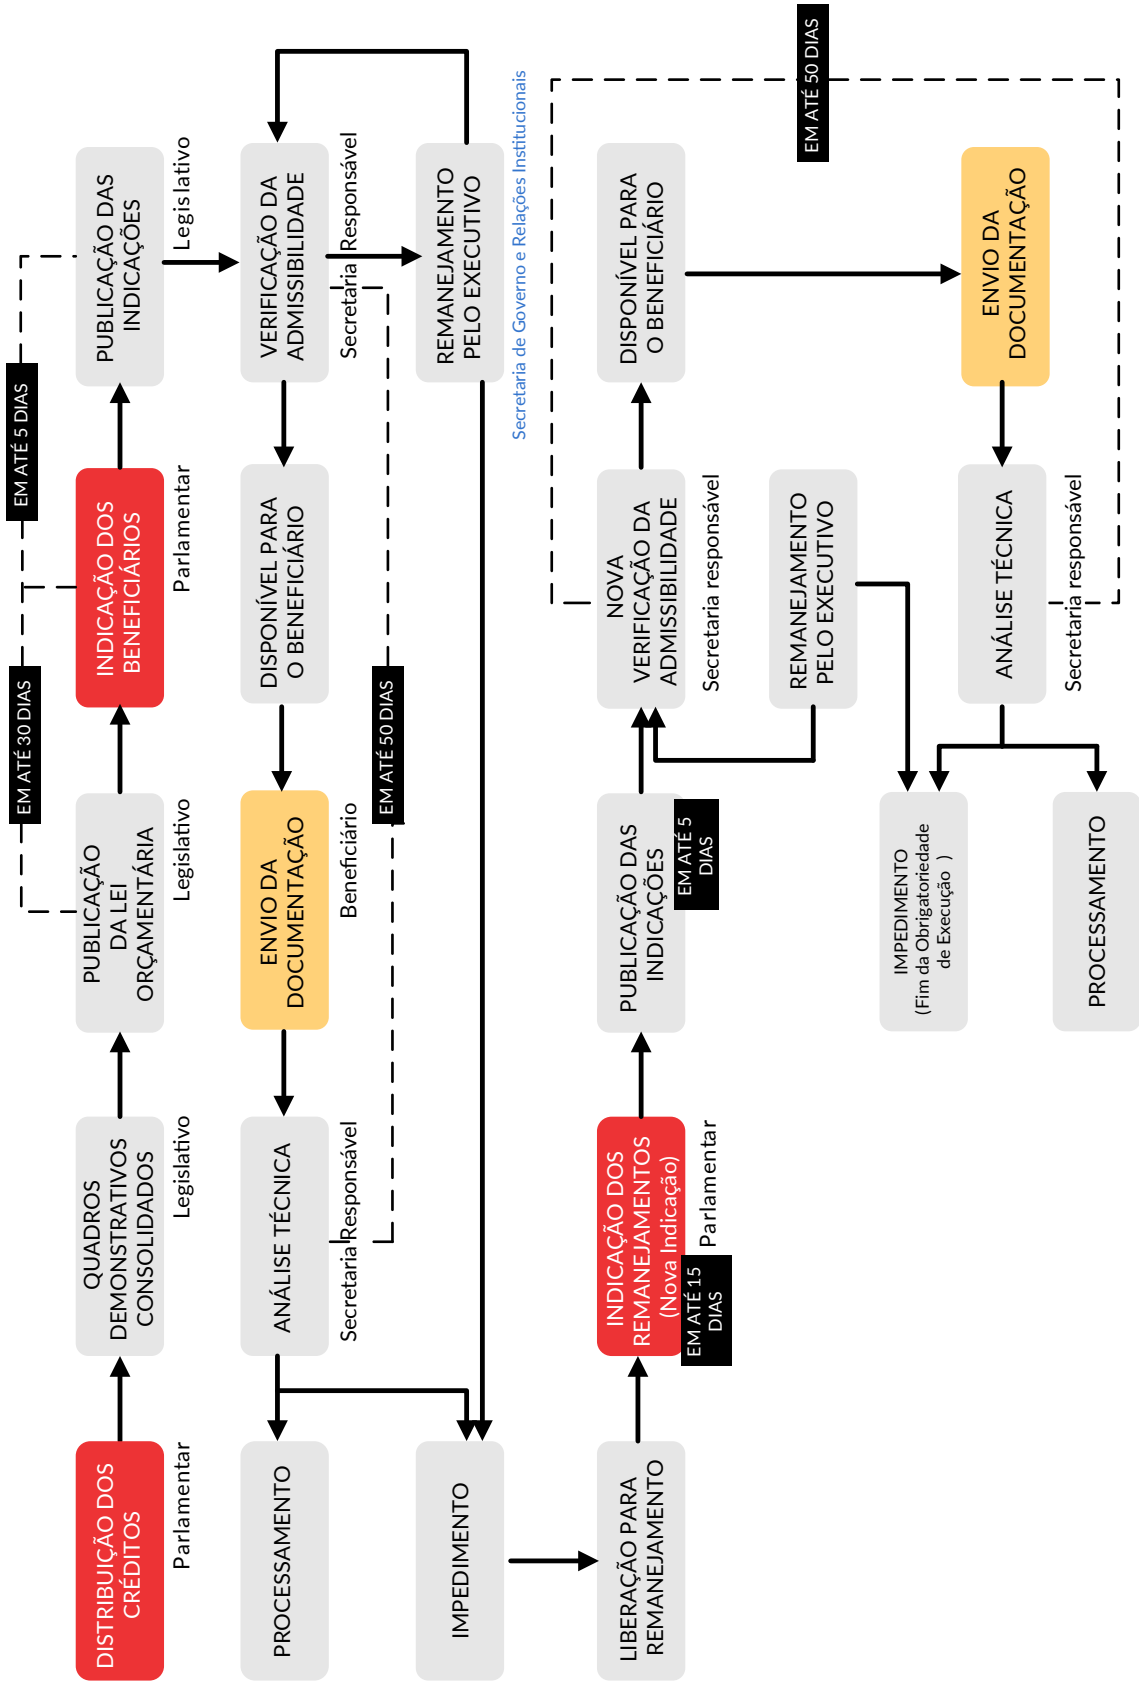 EM ATÉ 30 DIAS
EM ATÉ 5 DIAS
DISTRIBUIÇÃO DOS
CRÉDITOS
Parlamentar
QUADROS
DEMONSTRATIVOS
CONSOLIDADOS
Legislativo
PUBLICAÇÃO
DA LEI
ORÇAMENTÁRIA
Legislativo
INDICAÇÃO DOS
BENEFICIÁRIOS
Parlamentar
PUBLICAÇÃO DAS
INDICAÇÕES
Legislativo
PROCESSAMENTO
ANÁLISE TÉCNICA
Secretaria Responsável
ENVIO DA
DOCUMENTAÇÃO
Beneficiário
DISPONÍVEL PARA
O BENEFICIÁRIO
VERIFICAÇÃO DA
ADMISSIBILIDADE
Secretaria Responsável
EM ATÉ 50 DIAS
IMPEDIMENTO
REMANEJAMENTO
PELO EXECUTIVO
Secretaria de Governo e Relações Institucionais
LIBERAÇÃO PARA
REMANEJAMENTO
INDICAÇÃO DOS
REMANEJAMENTOS
(Nova Indicação)
Parlamentar
EM ATÉ 15
DIAS
PUBLICAÇÃO DAS
INDICAÇÕES
EM ATÉ 5
DIAS
NOVA
VERIFICAÇÃO DA
ADMISSIBILIDADE
Secretaria responsável
DISPONÍVEL PARA
O BENEFICIÁRIO
REMANEJAMENTO
PELO EXECUTIVO
EM ATÉ 50 DIAS
IMPEDIMENTO
(Fim da Obrigatoriedade
de Execução )
ANÁLISE TÉCNICA
Secretaria responsável
ENVIO DA
DOCUMENTAÇÃO
PROCESSAMENTO